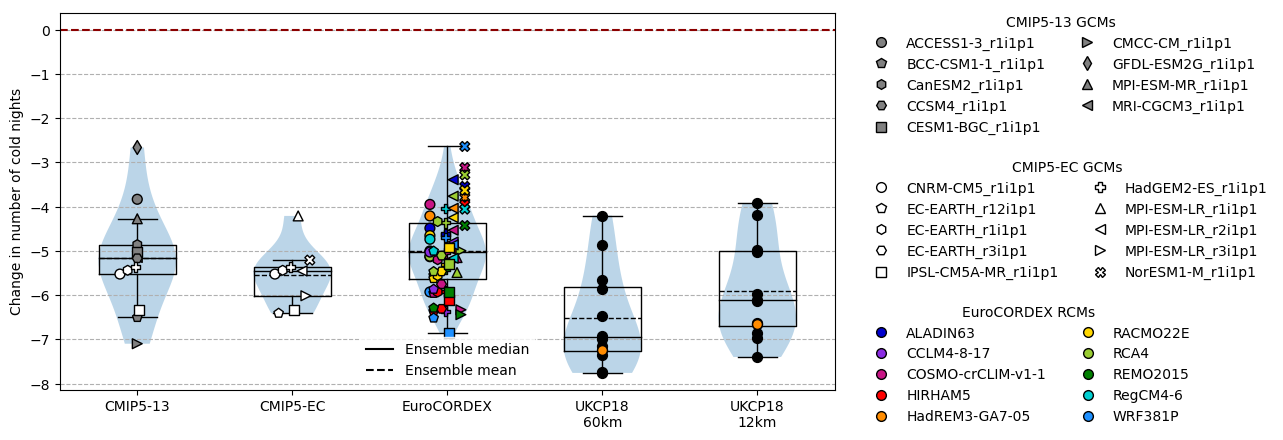 Change in number of cold nights
0
−1
−2
−3
−4
−5
−6
−7
−8
Ensemble median
Ensemble mean
CMIP5-13
CMIP5-EC
EuroCORDEX
UKCP18
60km
UKCP18
12km
CMIP5-13 GCMs
ACCESS1-3_r1i1p1
BCC-CSM1-1_r1i1p1
CanESM2_r1i1p1
CCSM4_r1i1p1
CESM1-BGC_r1i1p1
CMCC-CM_r1i1p1
GFDL-ESM2G_r1i1p1
MPI-ESM-MR_r1i1p1
MRI-CGCM3_r1i1p1
CMIP5-EC GCMs
CNRM-CM5_r1i1p1
EC-EARTH_r12i1p1
EC-EARTH_r1i1p1
EC-EARTH_r3i1p1
IPSL-CM5A-MR_r1i1p1
HadGEM2-ES_r1i1p1
MPI-ESM-LR_r1i1p1
MPI-ESM-LR_r2i1p1
MPI-ESM-LR_r3i1p1
NorESM1-M_r1i1p1
EuroCORDEX RCMs
ALADIN63
CCLM4-8-17
COSMO-crCLIM-v1-1
HIRHAM5
HadREM3-GA7-05
RACMO22E
RCA4
REMO2015
RegCM4-6
WRF381P